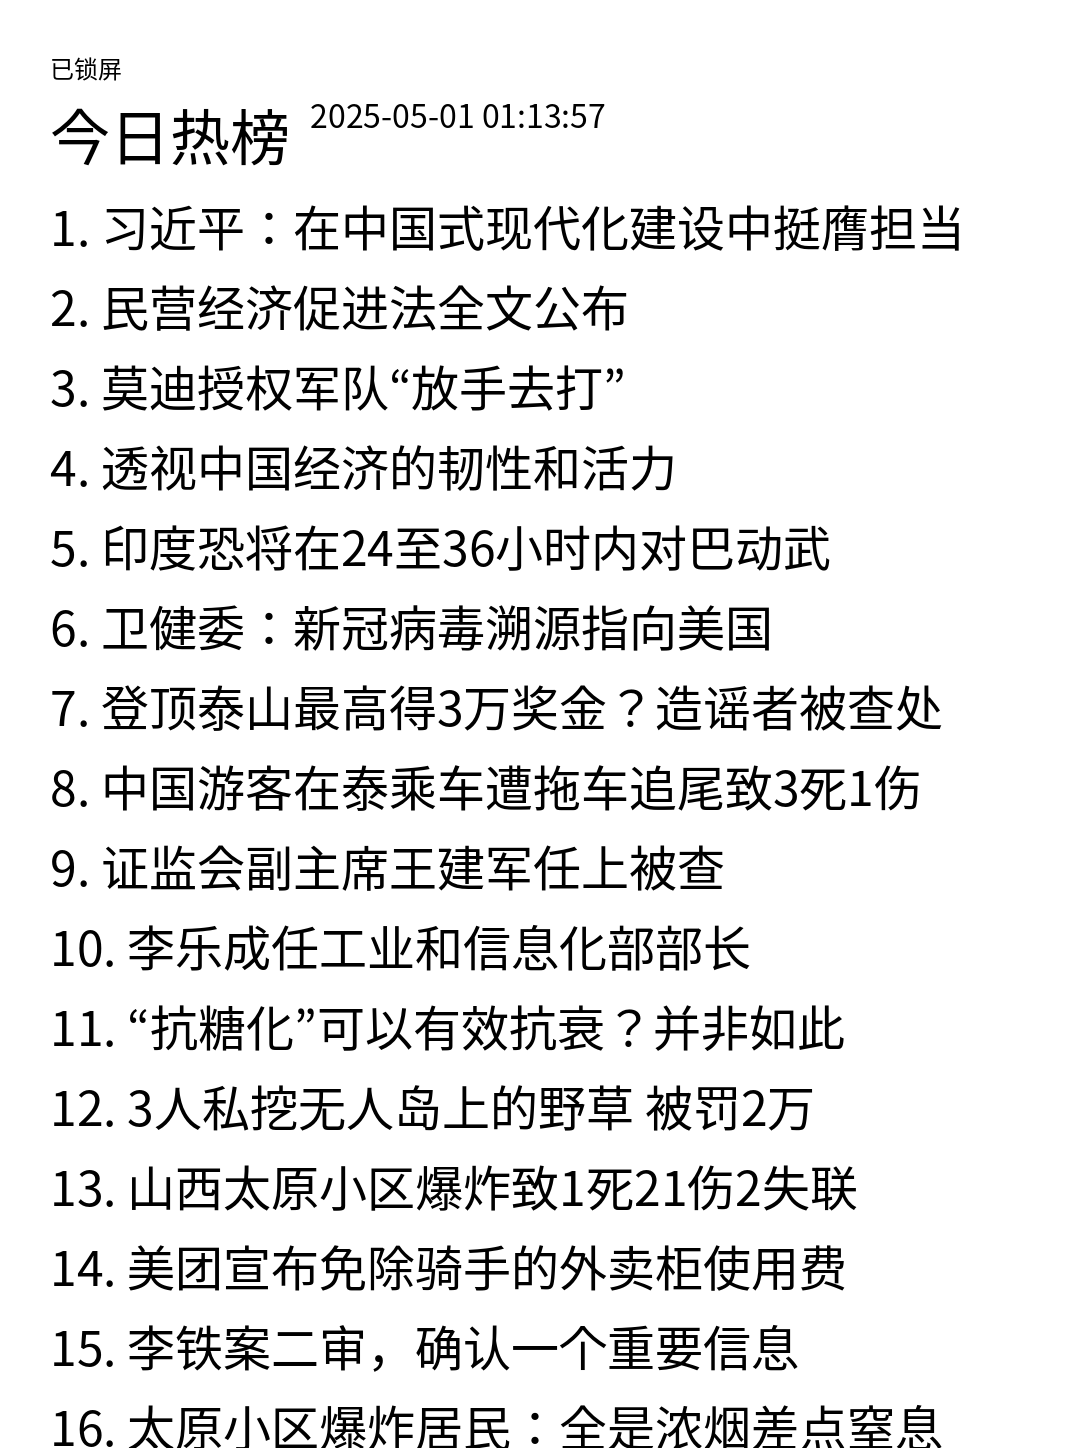 已锁屏
今日热榜 2025-05-01 01:13:57
1. 习近平：在中国式现代化建设中挺膺担当
2. 民营经济促进法全文公布
3. 莫迪授权军队“放手去打”
4. 透视中国经济的韧性和活力
5. 印度恐将在24至36小时内对巴动武
6. 卫健委：新冠病毒溯源指向美国
7. 登顶泰山最高得3万奖金？造谣者被查处
8. 中国游客在泰乘车遭拖车追尾致3死1伤
9. 证监会副主席王建军任上被查
10. 李乐成任工业和信息化部部长
11. “抗糖化”可以有效抗衰？并非如此
12. 3人私挖无人岛上的野草 被罚2万
13. 山西太原小区爆炸致1死21伤2失联
14. 美团宣布免除骑手的外卖柜使用费
15. 李铁案二审，确认一个重要信息
16. 太原小区爆炸居民：全是浓烟差点窒息